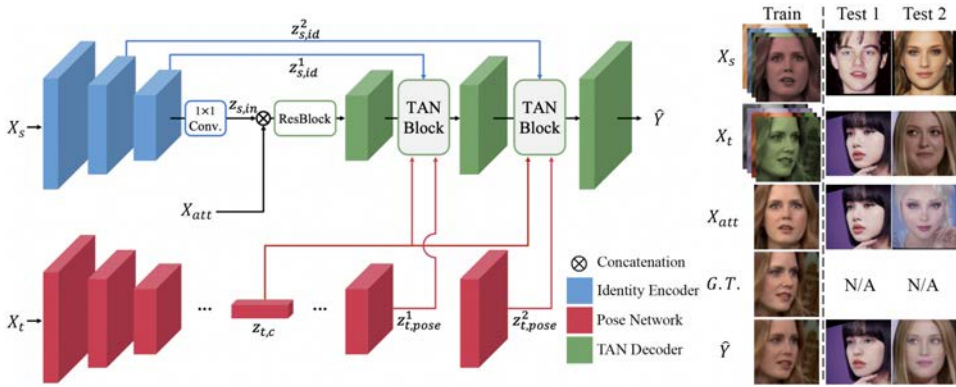 z²ₛ,id
z¹ₛ,id
Xₛ
1×1
Conv.
zₛ,in
ResBlock
TAN
Block
TAN
Block
Ŷ
Xₐₜₜ
Xₜ
...
zₜ,c
...
z¹ₜ,pose
z²ₜ,pose
Concatenation
Identity Encoder
Pose Network
TAN Decoder
Train Test 1 Test 2
Xₛ
Xₜ
Xₐₜₜ
G.T. N/A N/A
Ŷ